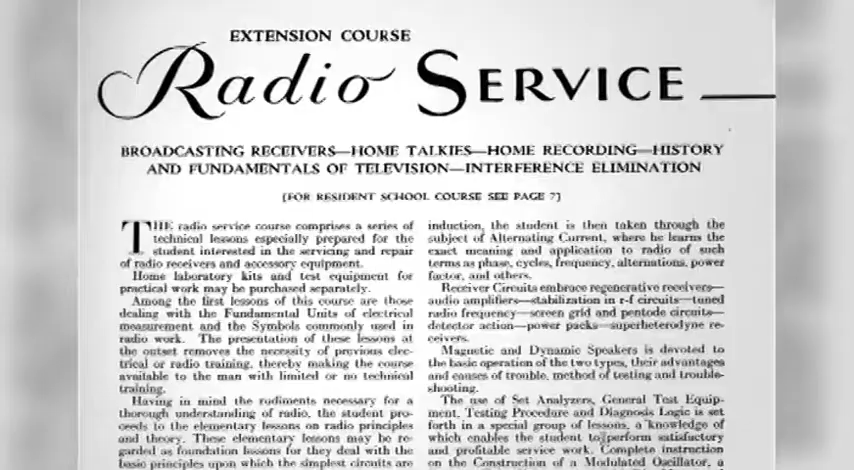 EXTENSION COURSE
Radio SERVICE
BROADCASTING RECEIVERS—HOME TALKIES—HOME RECORDING—HISTORY
AND FUNDAMENTALS OF TELEVISION—INTERFERENCE ELIMINATION
[FOR RESIDENT SCHOOL COURSE SEE PAGE 7]
THE radio service course comprises a series of
technical lessons especially prepared for the
student interested in the servicing and repair
of radio receivers and accessory equipment.
Home laboratory kits and test equipment for
practical work may be purchased separately.
Among the first lessons of this course are those
dealing with the Fundamental Units of electrical
measurement and the Symbols commonly used in
radio work. The presentation of these lessons at
the outset removes the necessity of previous elec-
trical or radio training, thereby making the course
available to the man with limited or no technical
training.
Having in mind the rudiments necessary for a
thorough understanding of radio, the student pro-
ceeds to the elementary lessons on radio principles
and theory. These elementary lessons may be re-
garded as foundation lessons for they deal with the
basic principles upon which the simplest circuits are
induction, the student is then taken through the
subject of Alternating Current, where he learns the
exact meaning and application to radio of such
terms as phase, cycles, frequency, alternations, power
factor, and others.
Receiver Circuits embrace regenerative receivers—
audio amplifiers—stabilization in r-f circuits—tuned
radio frequency—screen grid and pentode circuits—
detector action—power packs—superheterodyne re-
ceivers.
Magnetic and Dynamic Speakers is devoted to
the basic operation of the two types, their advantages
and causes of trouble, method of testing and trouble-
shooting.
The use of Set Analyzers, General Test Equip-
ment, Testing Procedure and Diagnosis Logic is set
forth in a special group of lessons, a knowledge of
which enables the student to perform satisfactory
and profitable service work. Complete instruction
on the Construction of a Modulated Oscillator, a